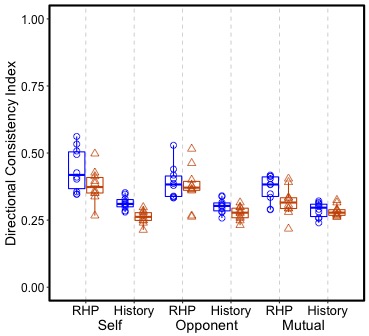 Directional Consistency Index
1.00
0.75
0.50
0.25
0.00
RHP History RHP History RHP History
Self Opponent Mutual